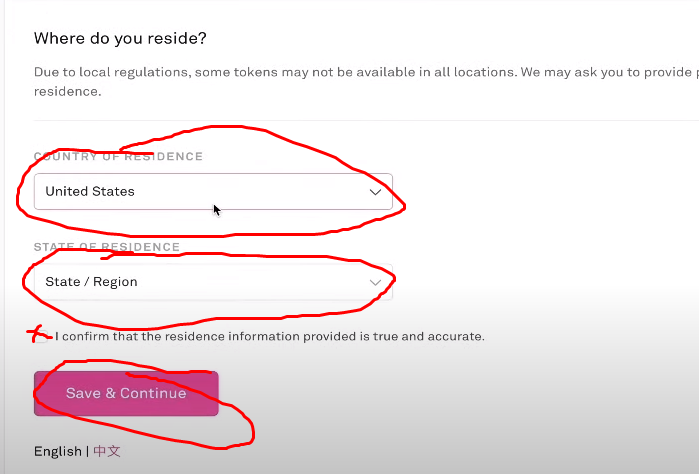 Where do you reside?
Due to local regulations, some tokens may not be available in all locations. We may ask you to provide
residence.
COUNTRY OF RESIDENCE
United States
STATE OF RESIDENCE
State / Region
I confirm that the residence information provided is true and accurate.
Save & Continue
English | 中文